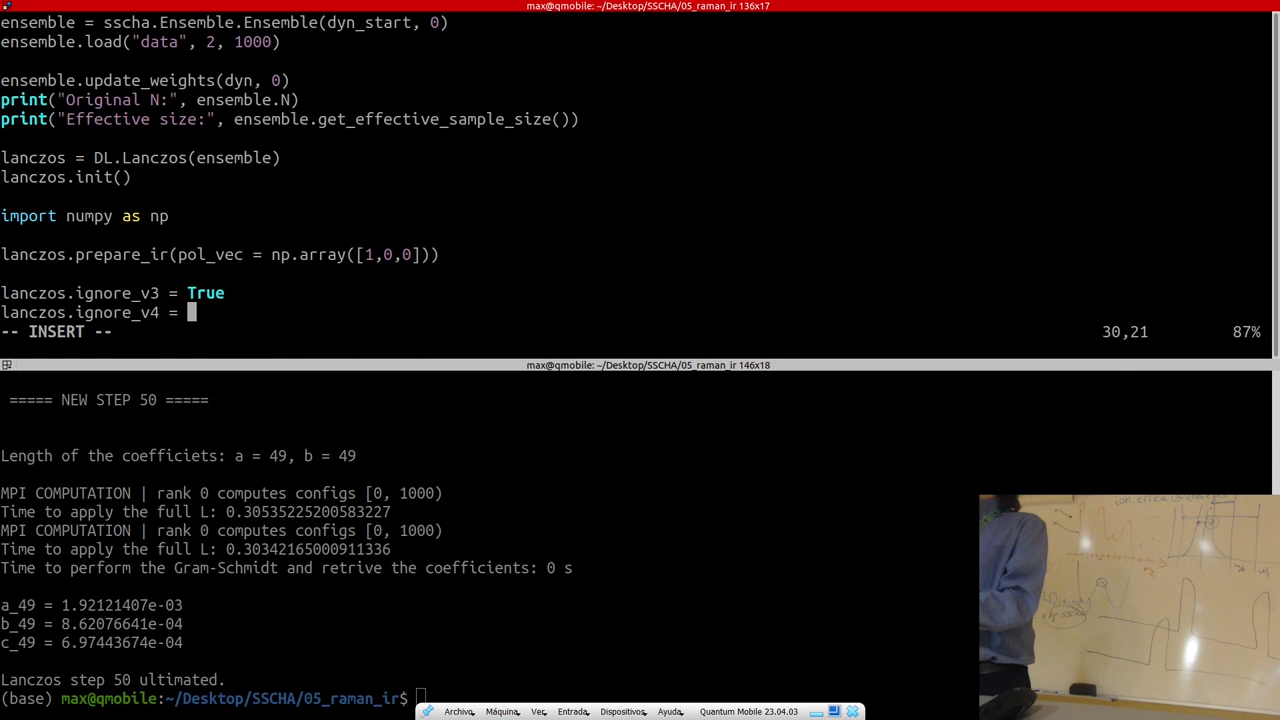 max@qmobile: ~/Desktop/SSCHA/05_raman_ir 136x17
ensemble = sscha.Ensemble.Ensemble(dyn_start, 0)
ensemble.load("data", 2, 1000)
ensemble.update_weights(dyn, 0)
print("Original N:", ensemble.N)
print("Effective size:", ensemble.get_effective_sample_size())
lanczos = DL.Lanczos(ensemble)
lanczos.init()
import numpy as np
lanczos.prepare_ir(pol_vec = np.array([1,0,0]))
lanczos.ignore_v3 = True
lanczos.ignore_v4 =
-- INSERT -- 30,21 87%
max@qmobile: ~/Desktop/SSCHA/05_raman_ir 146x18
===== NEW STEP 50 =====
Length of the coefficiets: a = 49, b = 49
MPI COMPUTATION | rank 0 computes configs [0, 1000)
Time to apply the full L: 0.30535225200583227
MPI COMPUTATION | rank 0 computes configs [0, 1000)
Time to apply the full L: 0.30342165000911336
Time to perform the Gram-Schmidt and retrive the coefficients: 0 s
a_49 = 1.92121407e-03
b_49 = 8.62076641e-04
c_49 = 6.97443674e-04
Lanczos step 50 ultimated.
(base) max@qmobile:~/Desktop/SSCHA/05_raman_ir$
Archivo Máquina Ver Entrada Dispositivos Ayuda Quantum Mobile 23.04.03